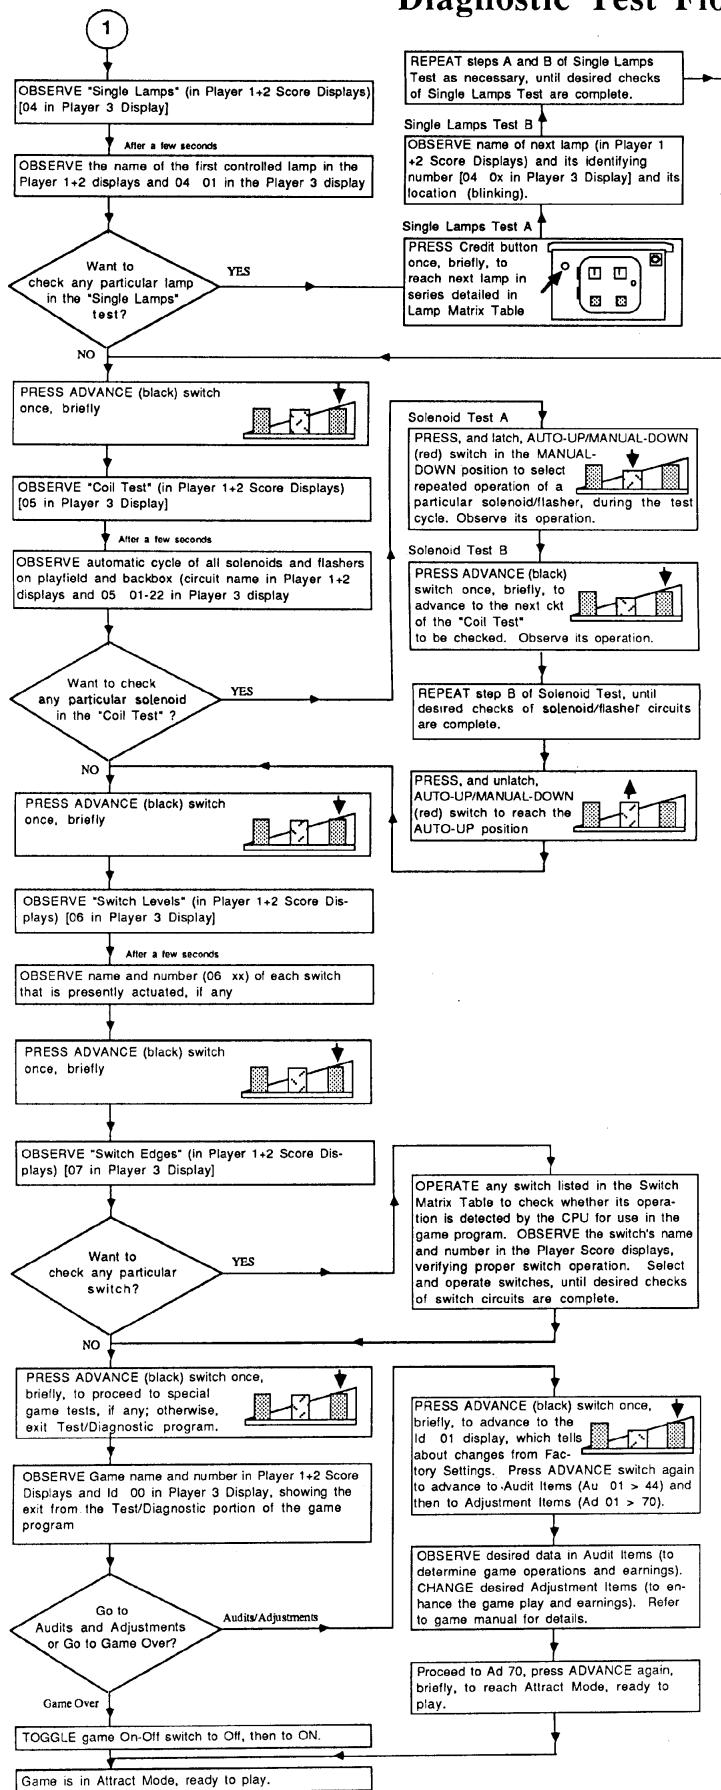 Diagnostic Test Flo
1
OBSERVE "Single Lamps" (in Player 1+2 Score Displays)
[04 in Player 3 Display]
After a few seconds
OBSERVE the name of the first controlled lamp in the
Player 1+2 displays and 04 01 in the Player 3 display
Want to
check any particular lamp
in the "Single Lamps"
test?
YES
NO
REPEAT steps A and B of Single Lamps
Test as necessary, until desired checks
of Single Lamps Test are complete.
Single Lamps Test B
OBSERVE name of next lamp (in Player 1
+2 Score Displays) and its identifying
number [04 0x in Player 3 Display] and its
location (blinking).
Single Lamps Test A
PRESS Credit button
once, briefly, to
reach next lamp in
series detailed in
Lamp Matrix Table
PRESS ADVANCE (black) switch
once, briefly
OBSERVE "Coil Test" (in Player 1+2 Score Displays)
[05 in Player 3 Display]
After a few seconds
OBSERVE automatic cycle of all solenoids and flashers
on playfield and backbox (circuit name in Player 1+2
displays and 05 01-22 in Player 3 display
Want to check
any particular solenoid
in the "Coil Test" ?
YES
NO
Solenoid Test A
PRESS, and latch, AUTO-UP/MANUAL-DOWN
(red) switch in the MANUAL-
DOWN position to select
repeated operation of a
particular solenoid/flasher, during the test
cycle. Observe its operation.
Solenoid Test B
PRESS ADVANCE (black)
switch once, briefly, to
advance to the next ckt
of the "Coil Test"
to be checked. Observe its operation.
REPEAT step B of Solenoid Test, until
desired checks of solenoid/flasher circuits
are complete.
PRESS, and unlatch,
AUTO-UP/MANUAL-DOWN
(red) switch to reach the
AUTO-UP position
PRESS ADVANCE (black) switch
once, briefly
OBSERVE "Switch Levels" (in Player 1+2 Score Dis-
plays) [06 in Player 3 Display]
After a few seconds
OBSERVE name and number (06 xx) of each switch
that is presently actuated, if any
PRESS ADVANCE (black) switch
once, briefly
OBSERVE "Switch Edges" (in Player 1+2 Score Dis-
plays) [07 in Player 3 Display]
Want to
check any particular
switch?
YES
NO
OPERATE any switch listed in the Switch
Matrix Table to check whether its opera-
tion is detected by the CPU for use in the
game program. OBSERVE the switch's name
and number in the Player Score displays,
verifying proper switch operation. Select
and operate switches, until desired checks
of switch circuits are complete.
PRESS ADVANCE (black) switch once,
briefly, to proceed to special
game tests, if any; otherwise,
exit Test/Diagnostic program.
OBSERVE Game name and number in Player 1+2 Score
Displays and Id 00 in Player 3 Display, showing the
exit from the Test/Diagnostic portion of the game
program
Go to
Audits and Adjustments
or Go to Game Over?
Audits/Adjustments
Game Over
PRESS ADVANCE (black) switch once,
briefly, to advance to the
Id 01 display, which tells
about changes from Fac-
tory Settings. Press ADVANCE switch again
to advance to Audit Items (Au 01 > 44) and
then to Adjustment Items (Ad 01 > 70).
OBSERVE desired data in Audit Items (to
determine game operations and earnings).
CHANGE desired Adjustment Items (to en-
hance the game play and earnings). Refer
to game manual for details.
Proceed to Ad 70, press ADVANCE again,
briefly, to reach Attract Mode, ready to
play.
TOGGLE game On-Off switch to Off, then to ON.
Game is in Attract Mode, ready to play.